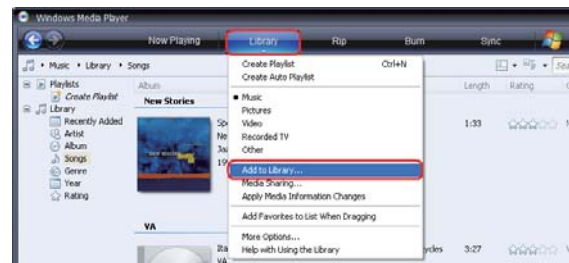 Windows Media Player
Now Playing Library Rip Burn Sync
Music Library Songs
Playlists
Create Playlist
Library
Recently Added
Artist
Album
Songs
Genre
Year
Rating
Album
New Stories
VA
Create Playlist Ctrl+N
Create Auto Playlist
Music
Pictures
Video
Recorded TV
Other
Add to Library...
Media Sharing...
Apply Media Information Changes
Add Favorites to List When Dragging
More Options...
Help with Using the Library
Length Rating
1:33
3:27